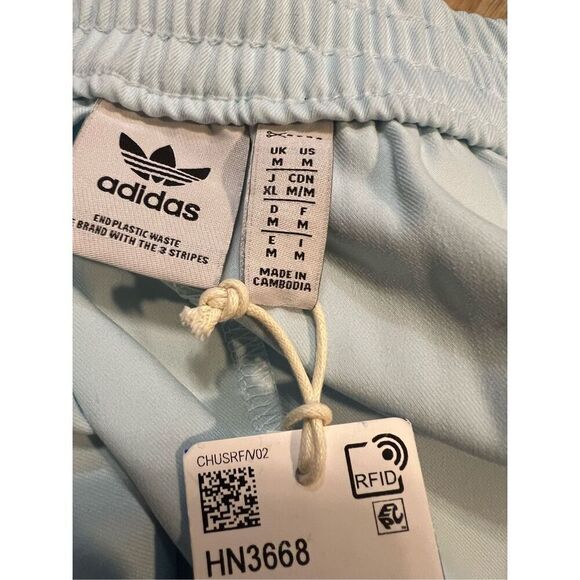 adidas
END PLASTIC WASTE
E BRAND WITH THE 3 STRIPES
UK US
M M
J CDN
XL M/M
D F
M M
E I
M M
MADE IN
CAMBODIA
CHUSRF/V02
RFID
HN3668